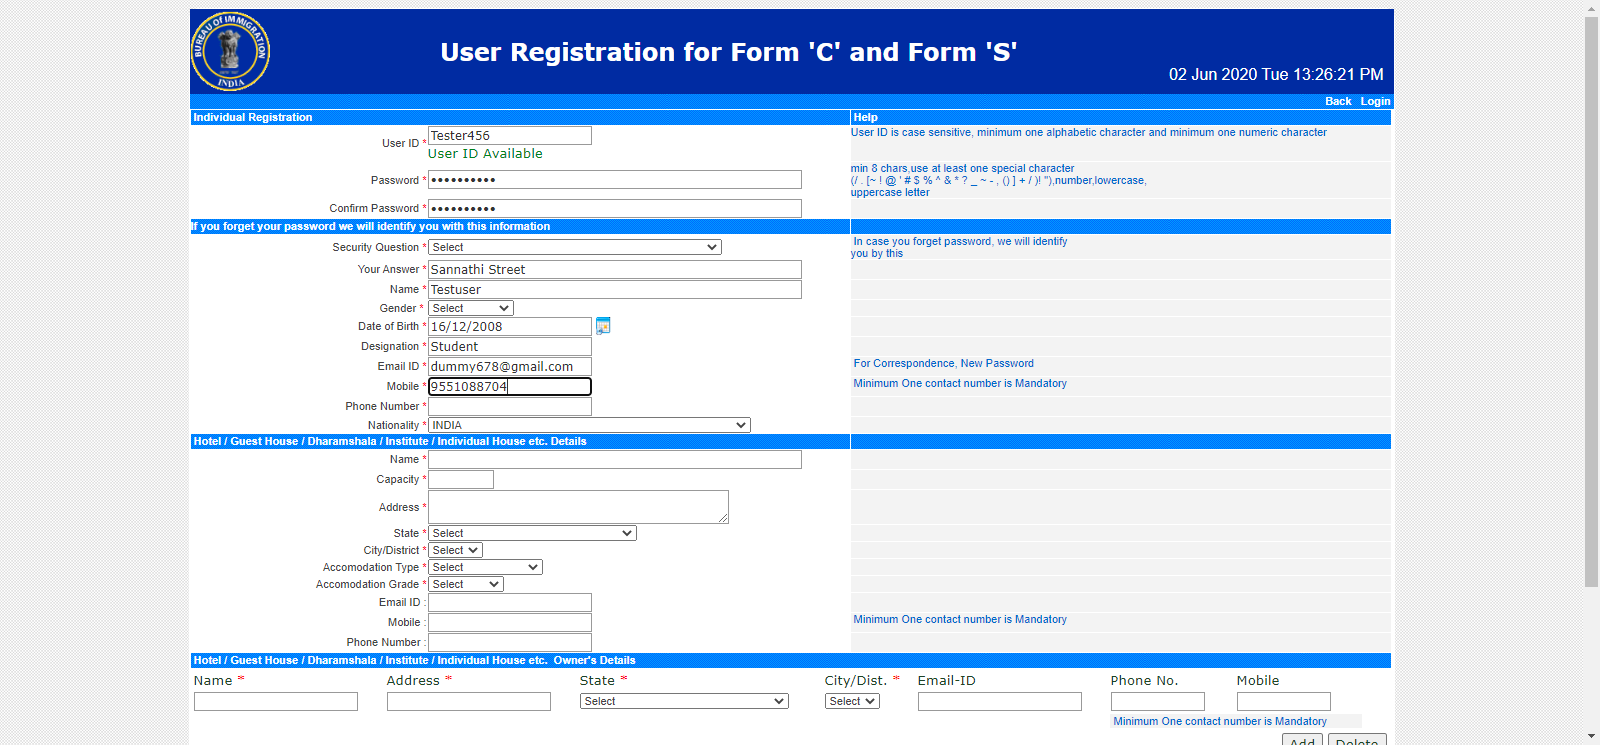 BUREAU OF IMMIGRATION
INDIA
User Registration for Form 'C' and Form 'S'
02 Jun 2020 Tue 13:26:21 PM
Back Login
Individual Registration Help
User ID * Tester456 User ID is case sensitive, minimum one alphabetic character and minimum one numeric character
User ID Available
min 8 chars,use at least one special character
Password * •••••••••• (/ . [~ ! @ ' # $ % ^ & * ? _ ~ - , () ] + / )! "),number,lowercase,
uppercase letter
Confirm Password * ••••••••••
If you forget your password we will identify you with this information
Security Question * Select In case you forget password, we will identify
you by this
Your Answer * Sannathi Street
Name * Testuser
Gender * Select
Date of Birth * 16/12/2008
Designation * Student
Email ID * dummy678@gmail.com For Correspondence, New Password
Mobile * 9551088704 Minimum One contact number is Mandatory
Phone Number *
Nationality * INDIA
Hotel / Guest House / Dharamshala / Institute / Individual House etc. Details
Name *
Capacity *
Address *
State * Select
City/District * Select
Accomodation Type * Select
Accomodation Grade * Select
Email ID :
Mobile : Minimum One contact number is Mandatory
Phone Number :
Hotel / Guest House / Dharamshala / Institute / Individual House etc. Owner's Details
Name * Address * State * City/Dist. * Email-ID Phone No. Mobile
Select Select
Minimum One contact number is Mandatory
Add Delete